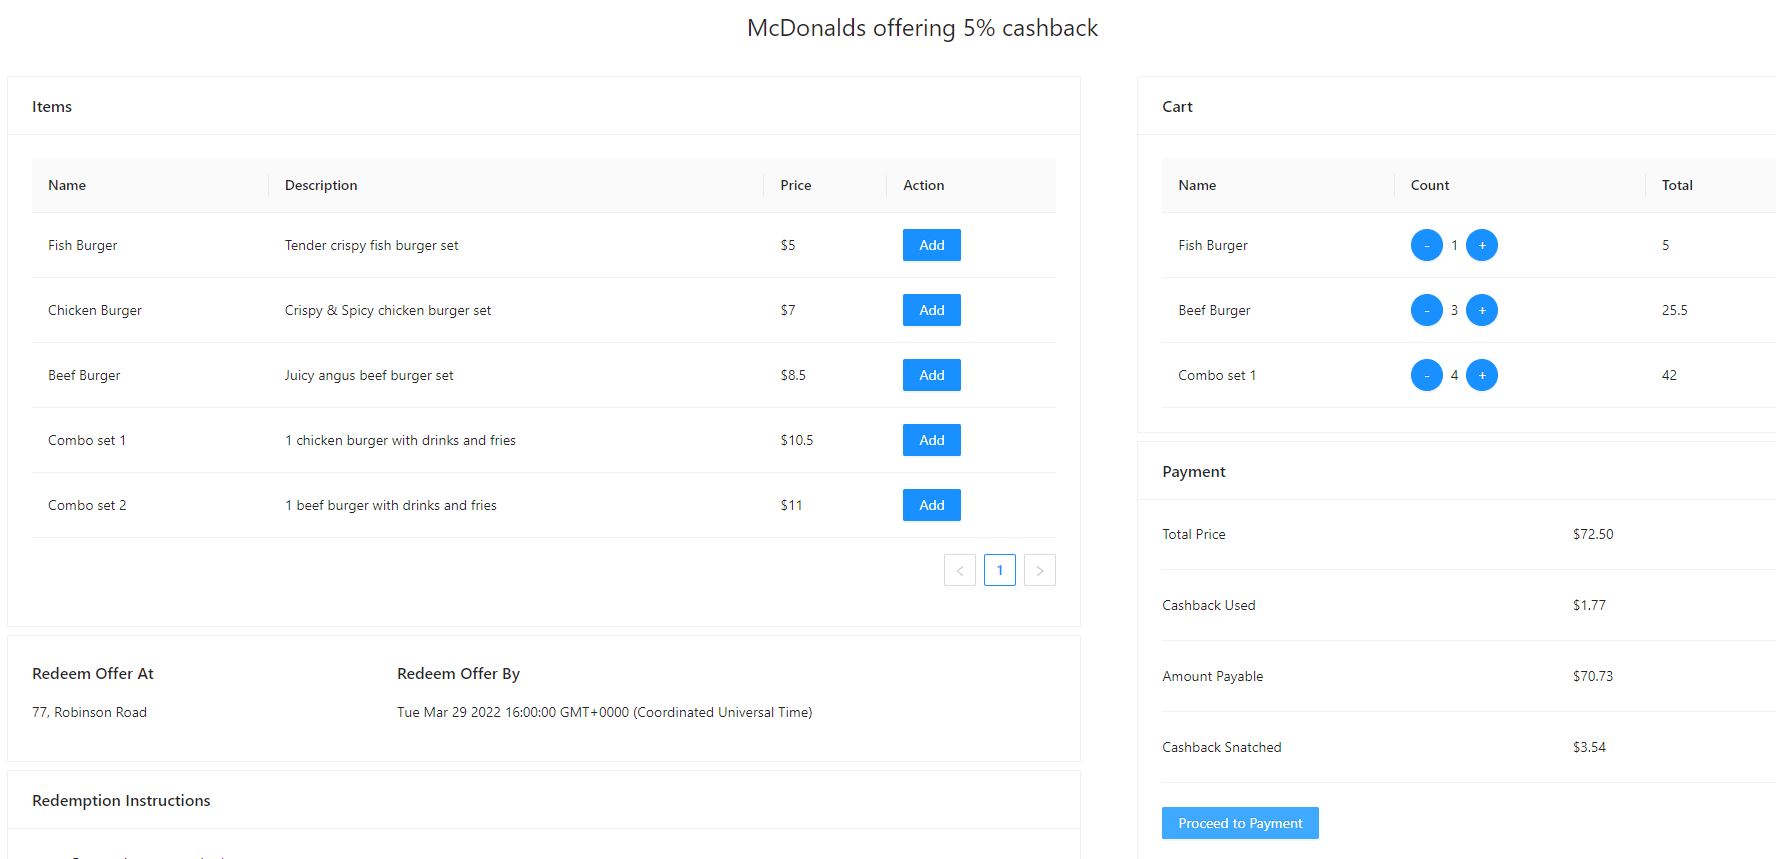 McDonalds offering 5% cashback
Items
Name Description Price Action
Fish Burger Tender crispy fish burger set $5 Add
Chicken Burger Crispy & Spicy chicken burger set $7 Add
Beef Burger Juicy angus beef burger set $8.5 Add
Combo set 1 1 chicken burger with drinks and fries $10.5 Add
Combo set 2 1 beef burger with drinks and fries $11 Add
< 1 >
Redeem Offer At Redeem Offer By
77, Robinson Road Tue Mar 29 2022 16:00:00 GMT+0000 (Coordinated Universal Time)
Redemption Instructions
Cart
Name Count Total
Fish Burger - 1 + 5
Beef Burger - 3 + 25.5
Combo set 1 - 4 + 42
Payment
Total Price $72.50
Cashback Used $1.77
Amount Payable $70.73
Cashback Snatched $3.54
Proceed to Payment